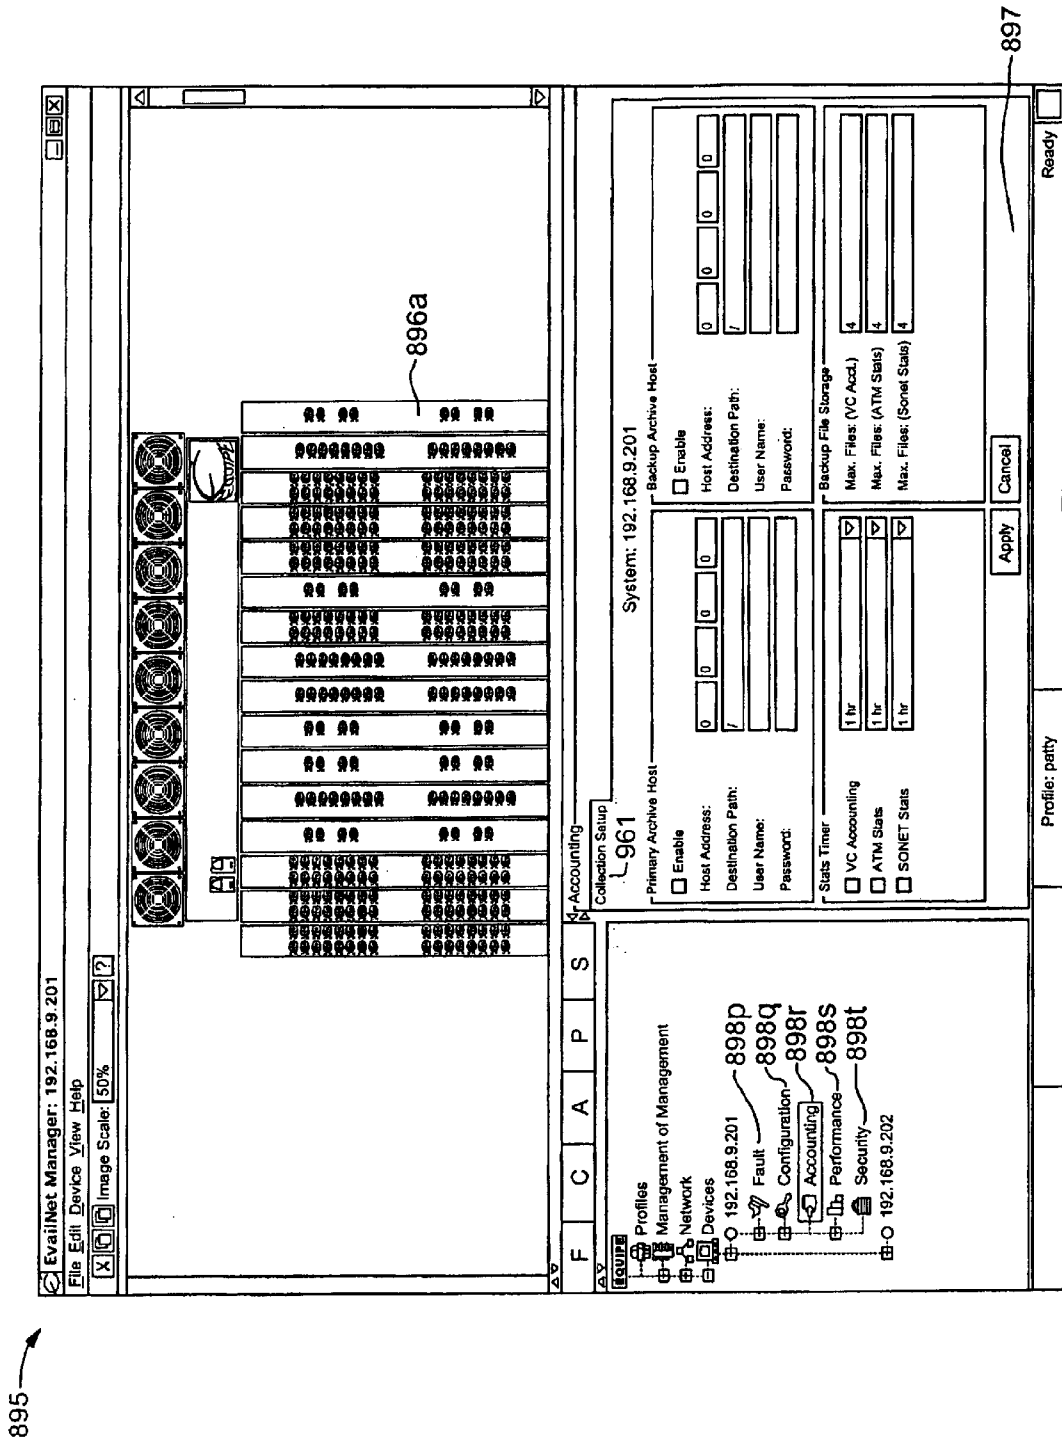 895
EvailNet Manager: 192.168.9.201
File Edit Device View Help
Image Scale: 50%
?
896a
F C A P S
EQUIPE
Profiles
Management of Management
Network
Devices
192.168.9.201
898p
Fault
898q
Configuration
898r
Accounting
898s
Performance
898t
Security
192.168.9.202
Accounting
Collection Setup
961
System: 192.168.9.201
Primary Archive Host
Enable
Host Address: 0 0 0 0
Destination Path: /
User Name:
Password:
Backup Archive Host
Enable
Host Address: 0 0 0 0
Destination Path: /
User Name:
Password:
Stats Timer
VC Accounting 1 hr
ATM Stats 1 hr
SONET Stats 1 hr
Backup File Storage
Max. Files: (VC Acct.) 4
Max. Files: (ATM Stats) 4
Max. Files: (Sonet Stats) 4
Apply Cancel
897
Profile: patty
Ready